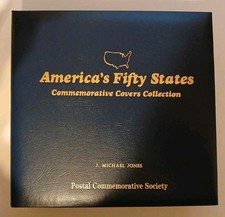 America's Fifty States
Commemorative Covers Collection
J. MICHAEL JONES
Postal Commemorative Society